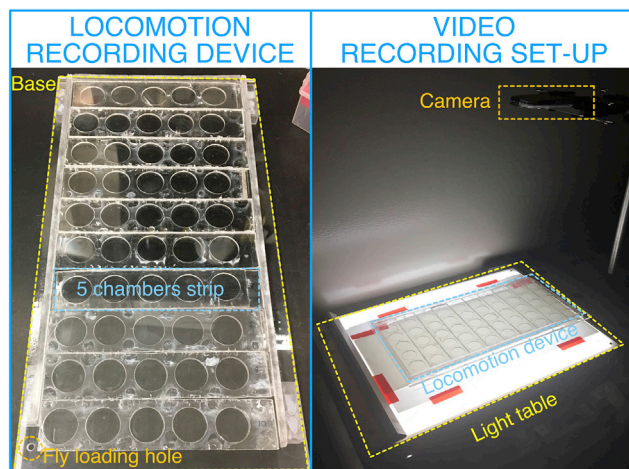 LOCOMOTION
RECORDING DEVICE
Base
5 chambers strip
Fly loading hole
VIDEO
RECORDING SET-UP
Camera
Locomotion device
Light table